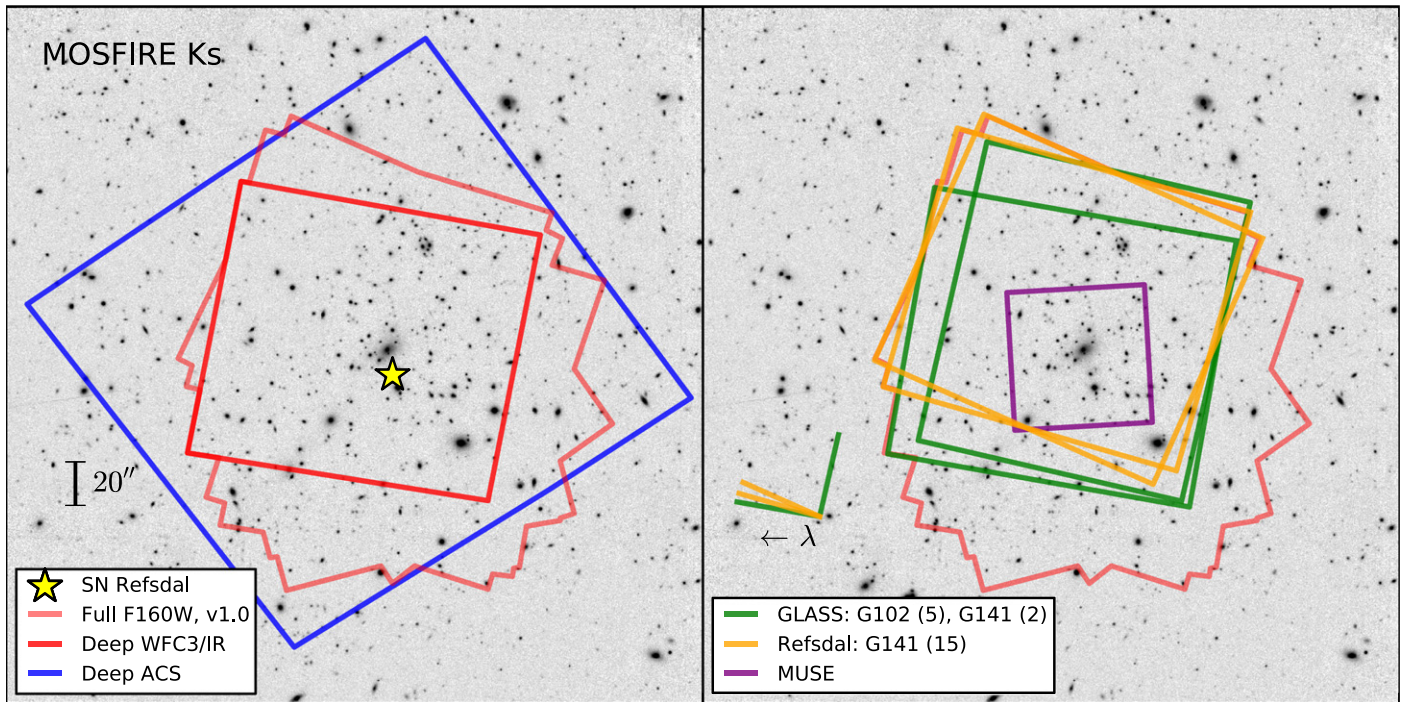 MOSFIRE Ks
20″
SN Refsdal
Full F160W, v1.0
Deep WFC3/IR
Deep ACS
← λ
GLASS: G102 (5), G141 (2)
Refsdal: G141 (15)
MUSE